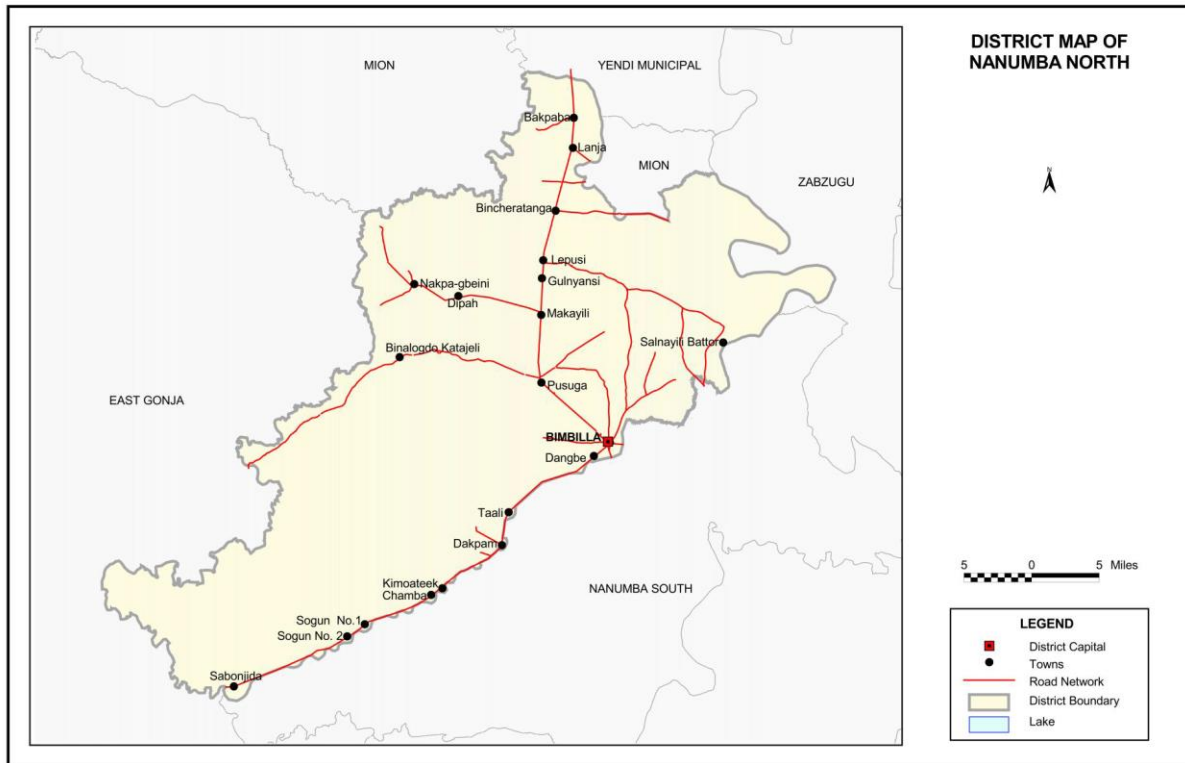 DISTRICT MAP OF
NANUMBA NORTH
MION
YENDI MUNICIPAL
Bakpaba
Lanja
MION
ZABZUGU
N
Bincheratanga
Lepusi
Gulnyansi
Nakpa-gbeini
Dipah
Makayili
Salnayili Battor
Binalogdo Katajeli
Pusuga
EAST GONJA
BIMBILLA
Dangbe
Taali
Dakpam
Kimoateek
Chamba
NANUMBA SOUTH
Sogun No.1
Sogun No. 2
Sabonjida
5 0 5 Miles
LEGEND
District Capital
Towns
Road Network
District Boundary
Lake